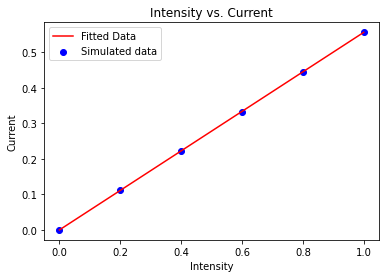 Intensity vs. Current
Fitted Data
Simulated data
Current
0.5
0.4
0.3
0.2
0.1
0.0
0.0 0.2 0.4 0.6 0.8 1.0
Intensity